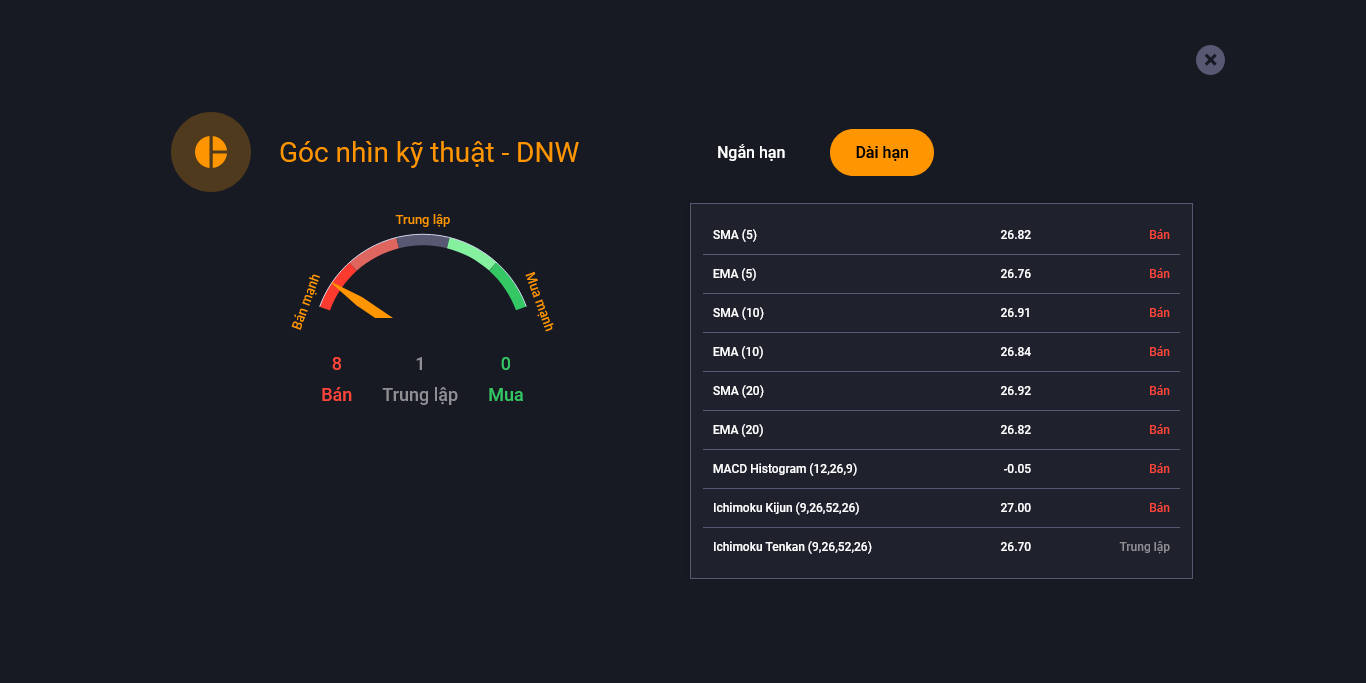 Góc nhìn kỹ thuật - DNW
Trung lập
Bán mạnh
Mua mạnh
8 1 0
Bán Trung lập Mua
Ngắn hạn Dài hạn
SMA (5) 26.82 Bán
EMA (5) 26.76 Bán
SMA (10) 26.91 Bán
EMA (10) 26.84 Bán
SMA (20) 26.92 Bán
EMA (20) 26.82 Bán
MACD Histogram (12,26,9) -0.05 Bán
Ichimoku Kijun (9,26,52,26) 27.00 Bán
Ichimoku Tenkan (9,26,52,26) 26.70 Trung lập